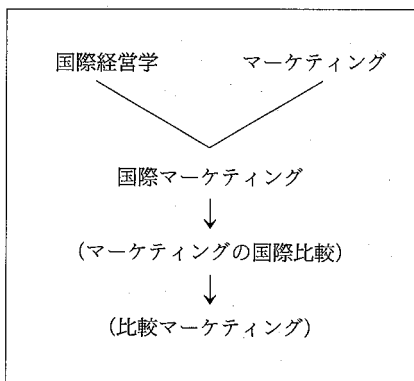 国際経営学 マーケティング
国際マーケティング
↓
(マーケティングの国際比較)
↓
(比較マーケティング)